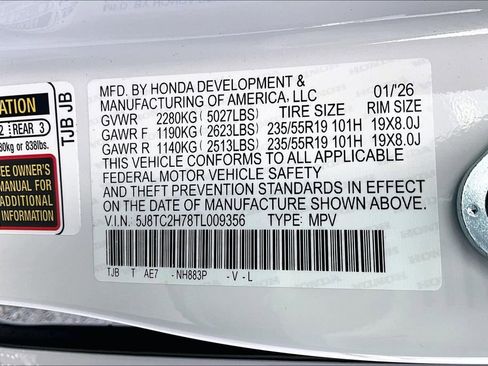 MFD. BY HONDA DEVELOPMENT &
MANUFACTURING OF AMERICA, LLC 01/'26
GVWR 2280KG (5027LBS) TIRE SIZE RIM SIZE
GAWR F 1190KG (2623LBS) 235/55R19 101H 19X8.0J
GAWR R 1140KG (2513LBS) 235/55R19 101H 19X8.0J
THIS VEHICLE CONFORMS TO ALL APPLICABLE
FEDERAL MOTOR VEHICLE SAFETY
AND THEFT PREVENTION STANDARDS IN EFFECT ON
THE DATE OF MANUFACTURE SHOWN ABOVE.
V.I.N. 5J8TC2H78TL009356 TYPE: MPV
TJB T AE7 - NH883P - V - L
REAR 3
or 838lbs.
TJB JB
OWNER'S
MANUAL FOR
ADDITIONAL
INFORMATION